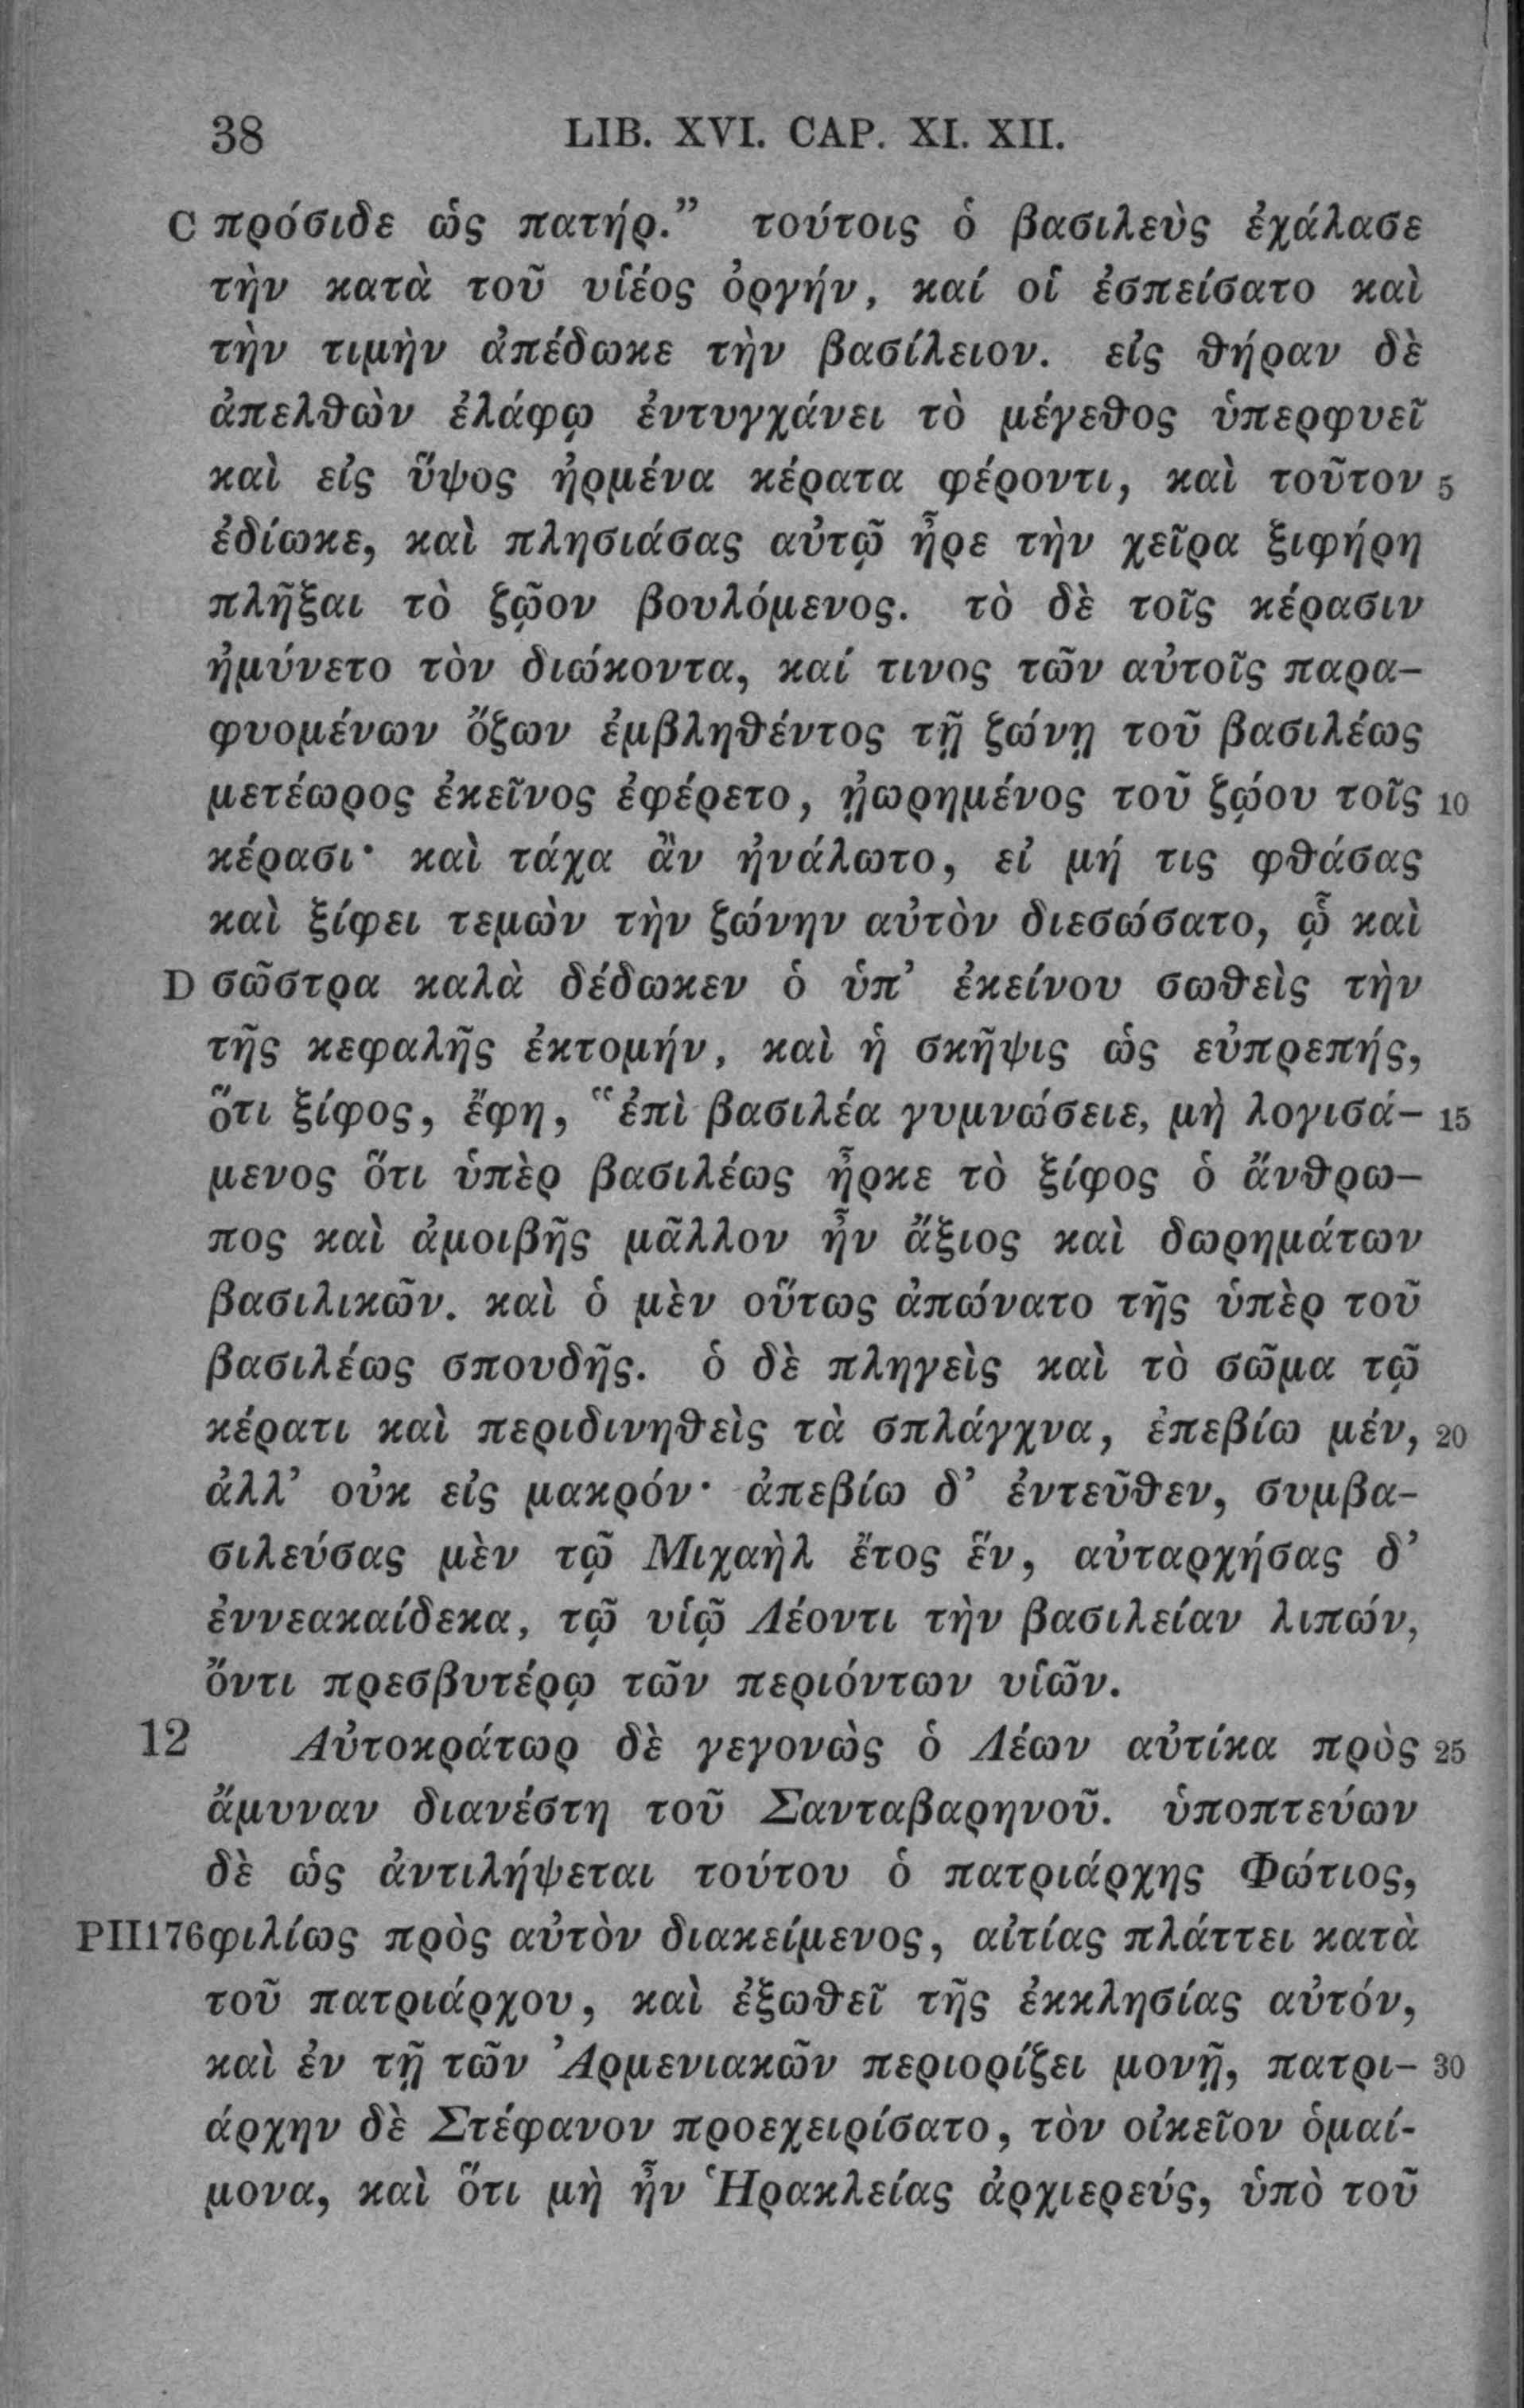 38 LIB. XVI. CAP. XI. XII.
C πρόσιδε ὡς πατήρ.” τούτοις ὁ βασιλεὺς ἐχάλασε
τὴν κατὰ τοῦ υἱέος ὀργήν, καί οἱ ἐσπείσατο καὶ
τὴν τιμὴν ἀπέδωκε τὴν βασίλειον. εἰς θήραν δὲ
ἀπελθὼν ἐλάφῳ ἐντυγχάνει τὸ μέγεθος ὑπερφυεῖ
καὶ εἰς ὕψος ἠρμένα κέρατα φέροντι, καὶ τοῦτον 5
ἐδίωκε, καὶ πλησιάσας αὐτῷ ἦρε τὴν χεῖρα ξιφήρη
πλῆξαι τὸ ζῷον βουλόμενος. τὸ δὲ τοῖς κέρασιν
ἠμύνετο τὸν διώκοντα, καί τινος τῶν αὐτοῖς παρα-
φυομένων ὄζων ἐμβληθέντος τῇ ζώνῃ τοῦ βασιλέως
μετέωρος ἐκεῖνος ἐφέρετο, ᾐωρημένος τοῦ ζῴου τοῖς 10
κέρασι· καὶ τάχα ἂν ἠνάλωτο, εἰ μή τις φθάσας
καὶ ξίφει τεμὼν τὴν ζώνην αὐτὸν διεσώσατο, ᾧ καὶ
D σῶστρα καλὰ δέδωκεν ὁ ὑπ’ ἐκείνου σωθεὶς τὴν
τῆς κεφαλῆς ἐκτομήν, καὶ ἡ σκῆψις ὡς εὐπρεπής,
ὅτι ξίφος, ἔφη, “ἐπὶ βασιλέα γυμνώσειε, μὴ λογισά- 15
μενος ὅτι ὑπὲρ βασιλέως ἦρκε τὸ ξίφος ὁ ἄνθρω-
πος καὶ ἀμοιβῆς μᾶλλον ἦν ἄξιος καὶ δωρημάτων
βασιλικῶν. καὶ ὁ μὲν οὕτως ἀπώνατο τῆς ὑπὲρ τοῦ
βασιλέως σπουδῆς. ὁ δὲ πληγεὶς καὶ τὸ σῶμα τῷ
κέρατι καὶ περιδινηθεὶς τὰ σπλάγχνα, ἐπεβίω μέν, 20
ἀλλ’ οὐκ εἰς μακρόν· ἀπεβίω δ’ ἐντεῦθεν, συμβα-
σιλεύσας μὲν τῷ Μιχαὴλ ἔτος ἕν, αὐταρχήσας δ’
ἐννεακαίδεκα, τῷ υἱῷ Λέοντι τὴν βασιλείαν λιπών,
ὄντι πρεσβυτέρῳ τῶν περιόντων υἱῶν.
12 Αὐτοκράτωρ δὲ γεγονὼς ὁ Λέων αὐτίκα πρὸς 25
ἄμυναν διανέστη τοῦ Σανταβαρηνοῦ. ὑποπτεύων
δὲ ὡς ἀντιλήψεται τούτου ὁ πατριάρχης Φώτιος,
PII176 φιλίως πρὸς αὐτὸν διακείμενος, αἰτίας πλάττει κατὰ
τοῦ πατριάρχου, καὶ ἐξωθεῖ τῆς ἐκκλησίας αὐτόν,
καὶ ἐν τῇ τῶν Ἀρμενιακῶν περιορίζει μονῇ, πατρι- 30
άρχην δὲ Στέφανον προεχειρίσατο, τὸν οἰκεῖον ὁμαί-
μονα, καὶ ὅτι μὴ ἦν Ἡρακλείας ἀρχιερεύς, ὑπὸ τοῦ